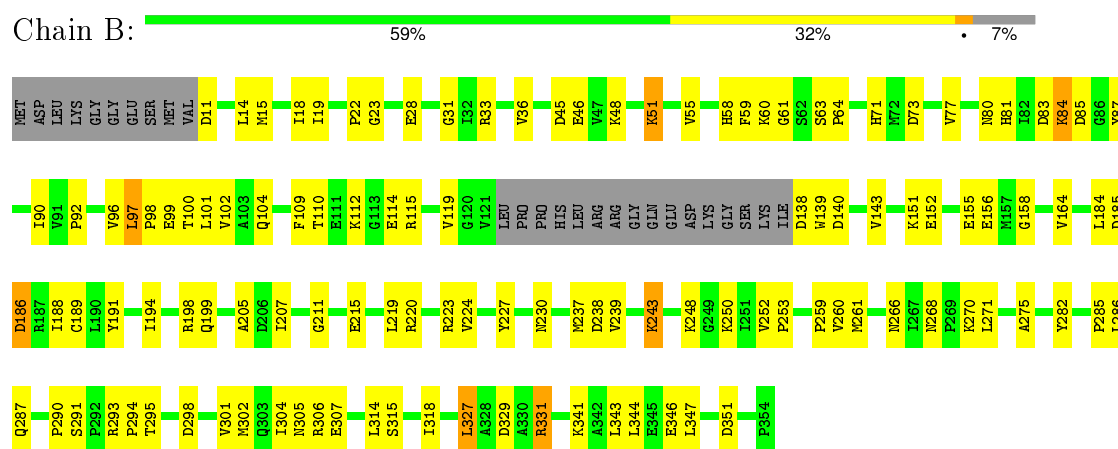 Chain B:
59% 32% • 7%
MET ASP LEU LYS GLY GLY GLU SER MET VAL D11 L14 M15 I18 I19 P22 G23 E28 G31 I32 R33 V36 D45 E46 V47 K48 K51 V55 H58 F59 K60 G61 S62 S63 P64 H71 M72 D73 V77 N80 H81 I82 D83 K84 D85 G86
I90 V91 P92 V96 L97 P98 E99 T100 L101 V102 A103 Q104 F109 T110 E111 K112 G113 E114 R115 V119 G120 V121 LEU PRO PRO HIS LEU ARG ARG GLY GLN GLU ASP LYS GLY SER LYS ILE D138 W139 D140 V143 K151 E152 E155 E156 M157 G158 V164 L184
D186 R187 I188 C189 L190 Y191 I194 R198 Q199 A205 D206 I207 G211 E215 L219 R220 R223 V224 Y227 N230 M237 D238 V239 K243 K248 G249 K250 I251 V252 P253 P259 V260 M261 N266 I267 N268 P269 K270 L271 A275 Y282 P285
Q287 P290 S291 P292 R293 P294 T295 D298 V301 M302 Q303 I304 N305 R306 E307 L314 S315 I318 L327 A328 D329 A330 R331 K341 A342 L343 L344 E345 E346 L347 D351 P354